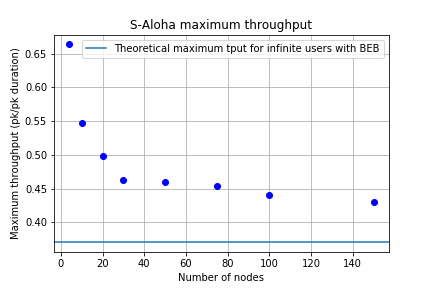 S-Aloha maximum throughput
Theoretical maximum tput for infinite users with BEB
Maximum throughput (pk/pk duration)
0.65
0.60
0.55
0.50
0.45
0.40
0 20 40 60 80 100 120 140
Number of nodes